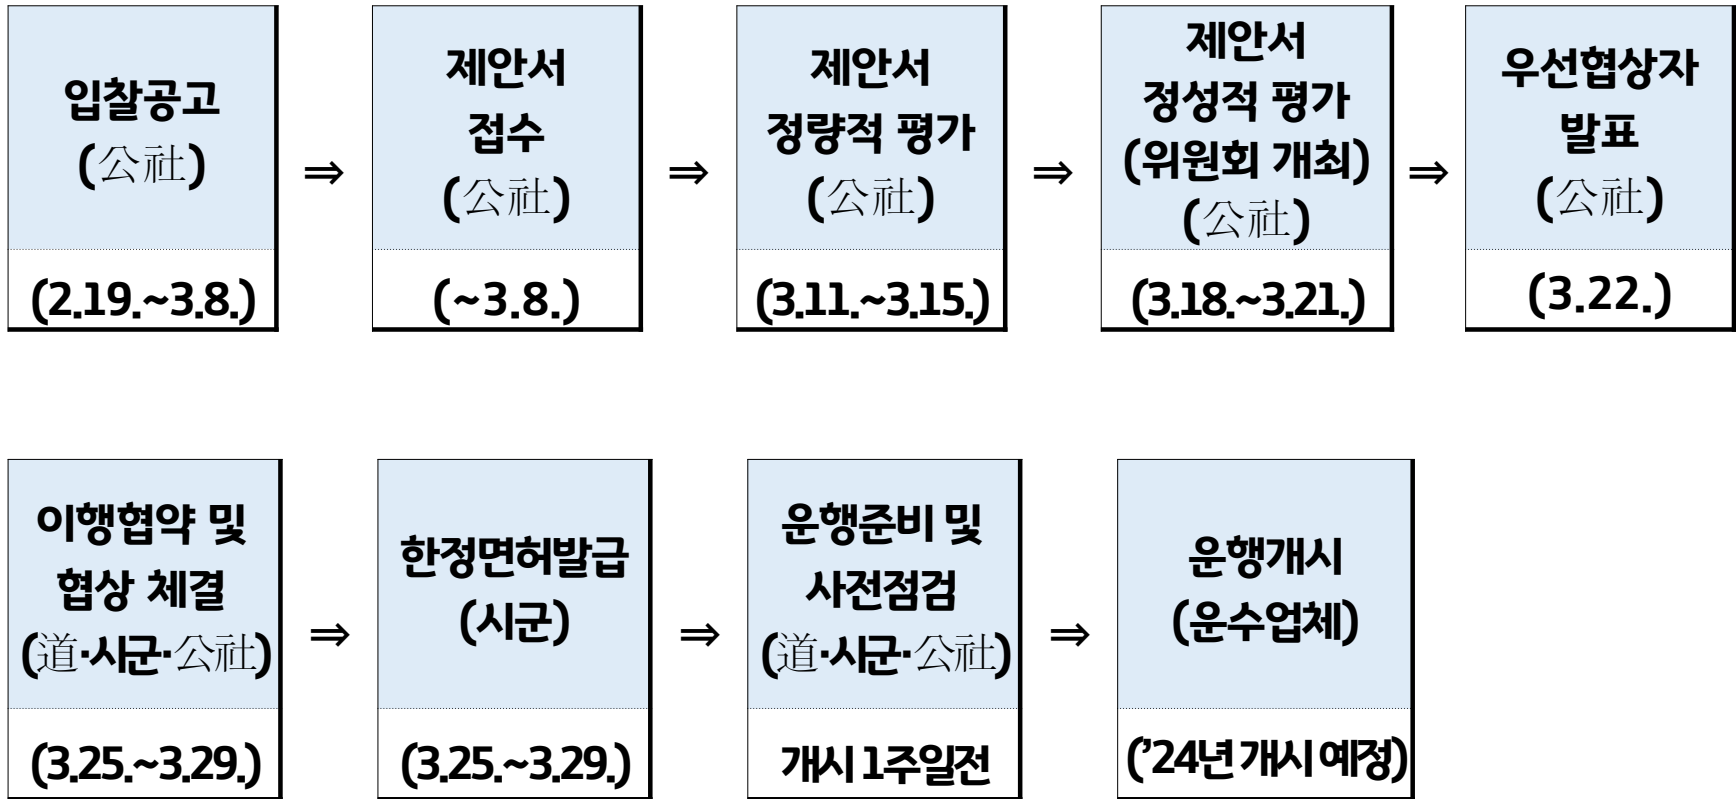 입찰공고
(公社)
(2.19.~3.8.)
⇒
제안서
접수
(公社)
(~3.8.)
⇒
제안서
정량적 평가
(公社)
(3.11.~3.15.)
⇒
제안서
정성적 평가
(위원회 개최)
(公社)
(3.18.~3.21.)
⇒
우선협상자
발표
(公社)
(3.22.)
이행협약 및
협상 체결
(道·시군·公社)
(3.25.~3.29.)
⇒
한정면허발급
(시군)
(3.25.~3.29.)
⇒
운행준비 및
사전점검
(道·시군·公社)
개시 1주일전
⇒
운행개시
(운수업체)
(’24년 개시 예정)